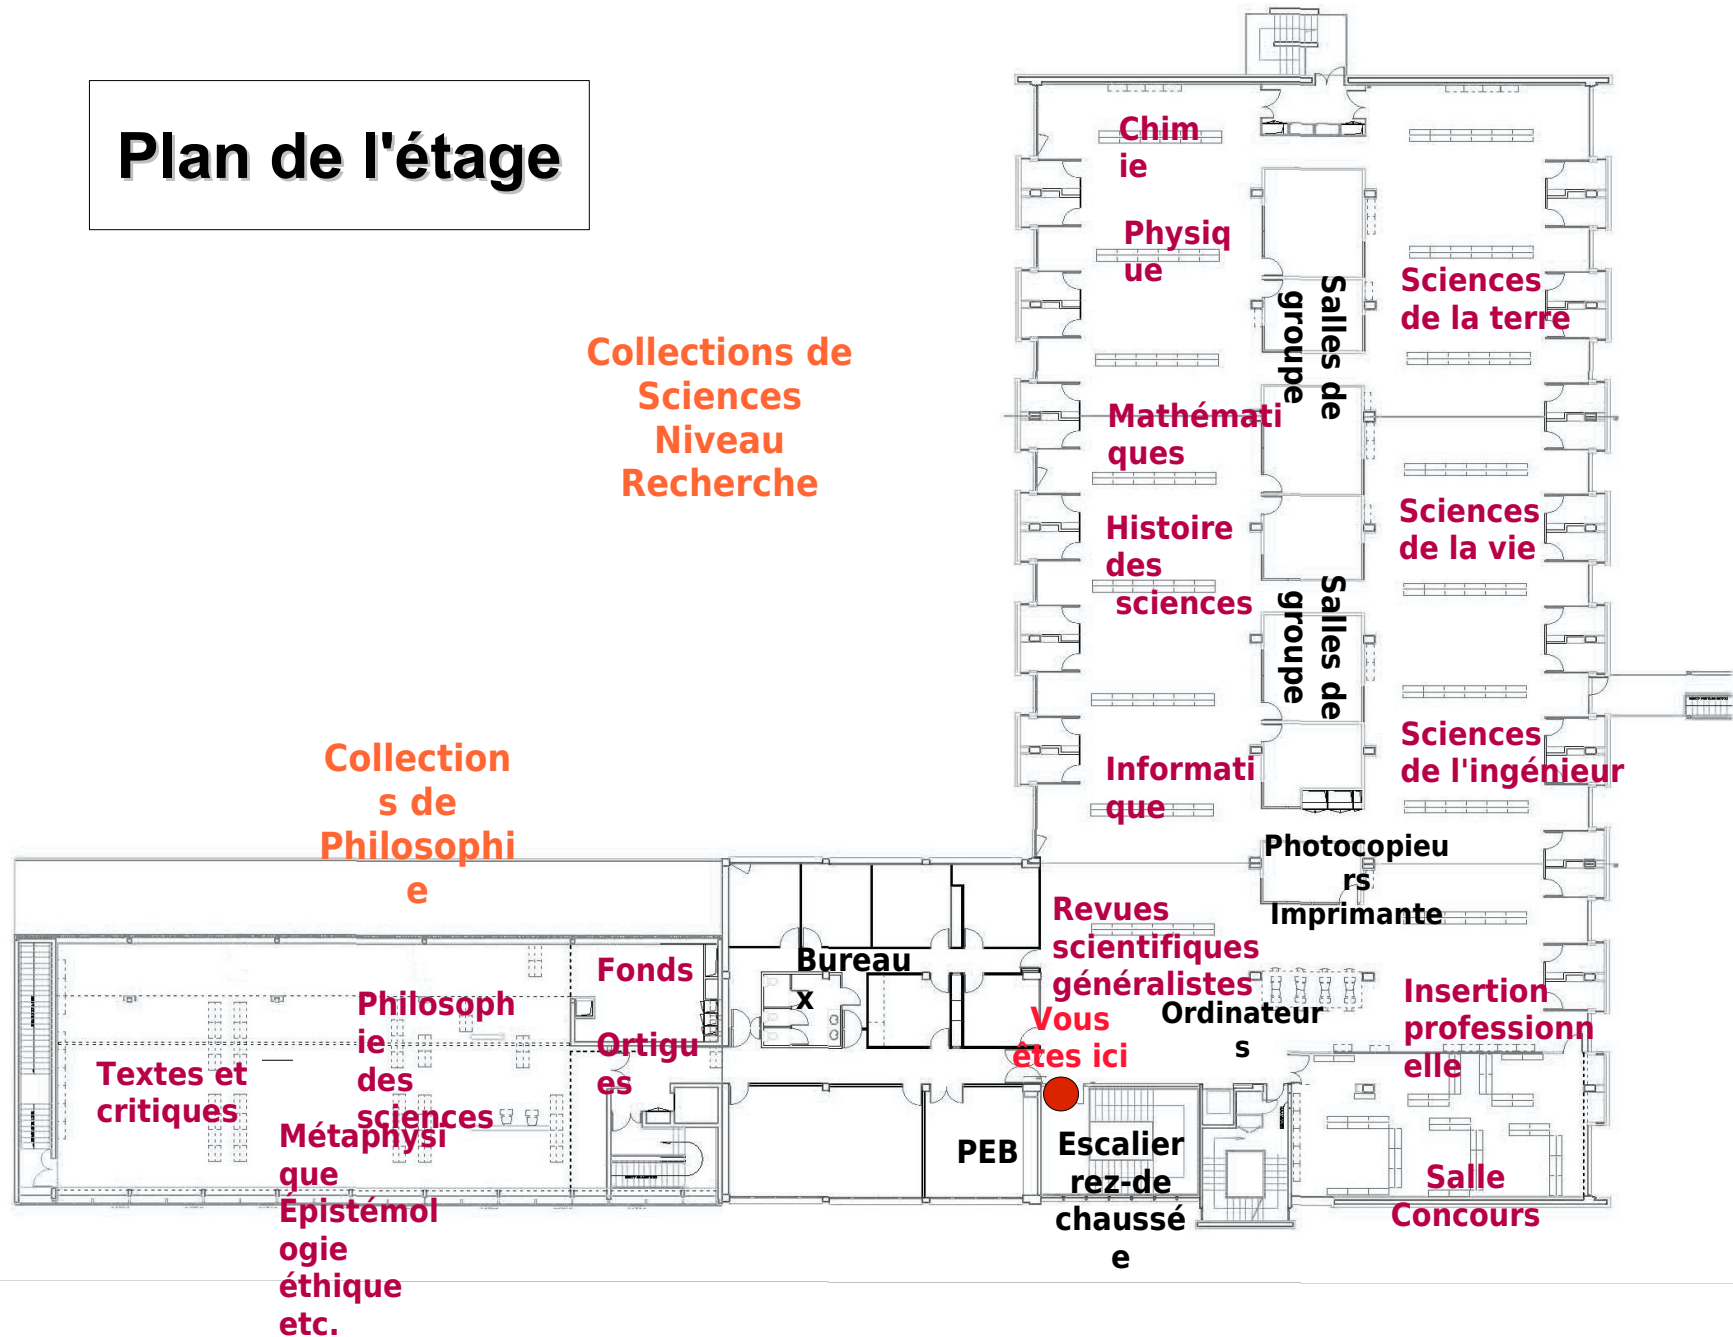 Plan de l'étage
Chim
ie
Physiq
ue
Salles de
groupe
Sciences
de la terre
Collections de
Sciences
Niveau
Recherche
Mathémati
ques
Sciences
de la vie
Histoire
des
sciences
Salles de
groupe
Sciences
de l'ingénieur
Informati
que
Collection
s de
Philosophi
e
Photocopieu
rs
Imprimante
Revues
scientifiques
généralistes
Bureau
x
Fonds
Ortigu
es
Philosoph
ie
des
sciences
Textes et
critiques
Métaphysi
que
Épistémol
ogie
éthique
etc.
Vous
êtes ici
Ordinateur
s
Insertion
professionn
elle
PEB
Escalier
rez-de
chaussé
e
Salle
Concours